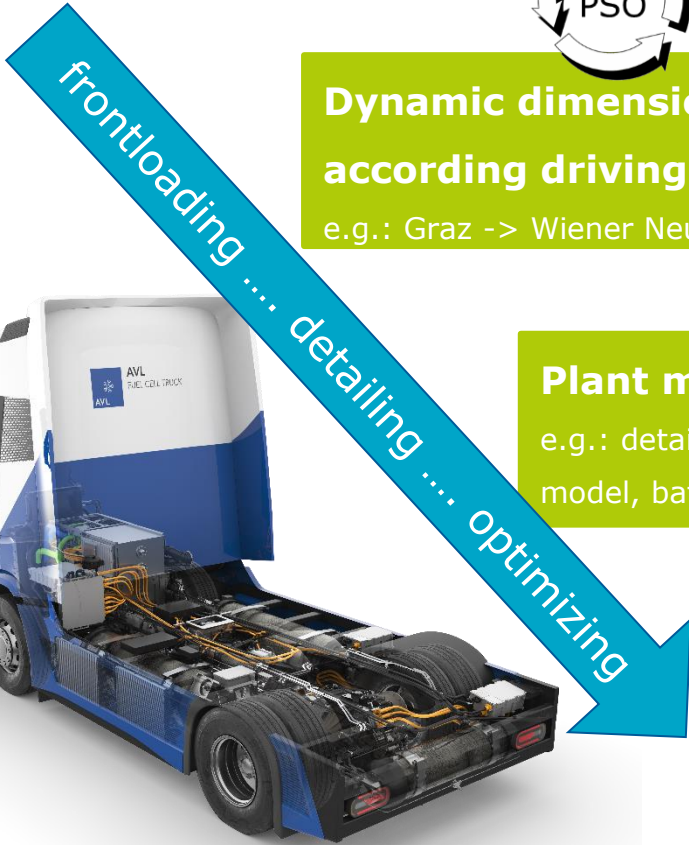 PSO
Dynamic dimensio
according driving
e.g.: Graz -> Wiener Neu
frontloading .... detailing .... optimizing
AVL
FUEL CELL TRUCK
AVL
Plant m
e.g.: detai
model, bat